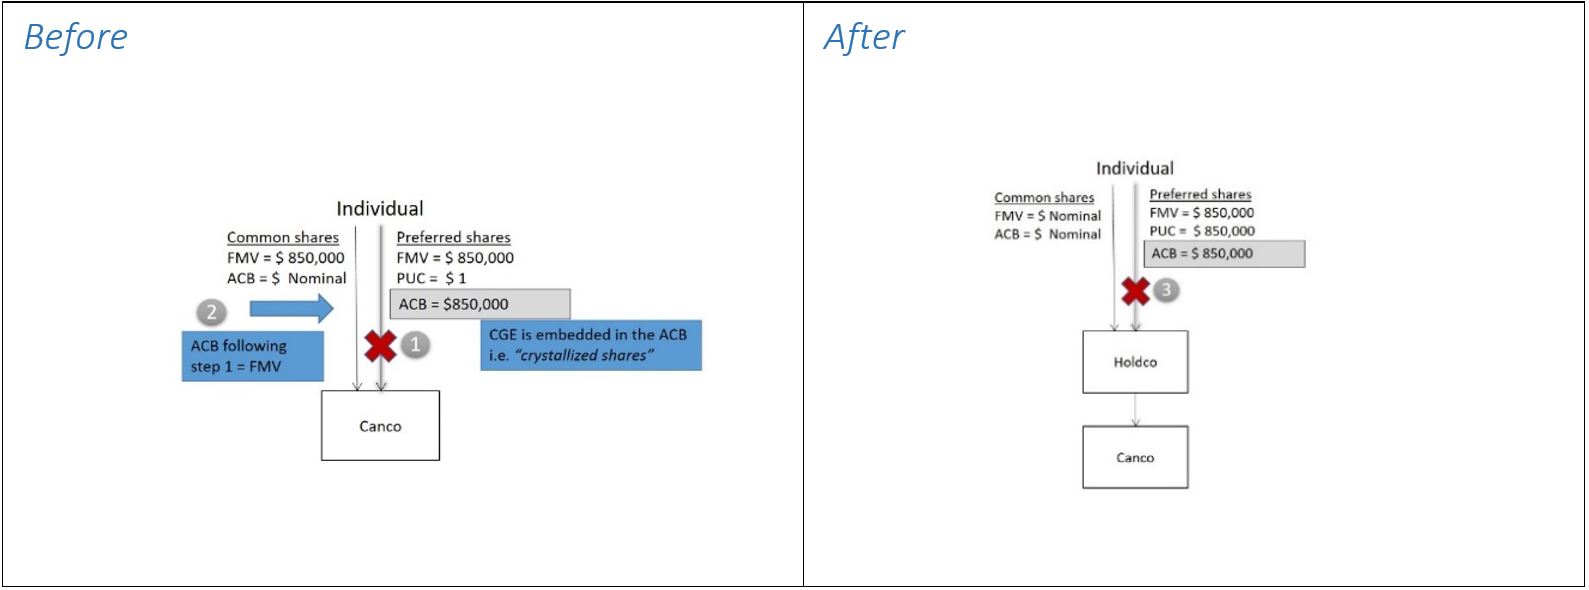 Before
Individual
Common shares
FMV = $ 850,000
ACB = $ Nominal
Preferred shares
FMV = $ 850,000
PUC = $ 1
ACB = $850,000
2
ACB following
step 1 = FMV
1
CGE is embedded in the ACB
i.e. “crystallized shares”
Canco
After
Individual
Common shares
FMV = $ Nominal
ACB = $ Nominal
Preferred shares
FMV = $ 850,000
PUC = $ 850,000
ACB = $ 850,000
3
Holdco
Canco